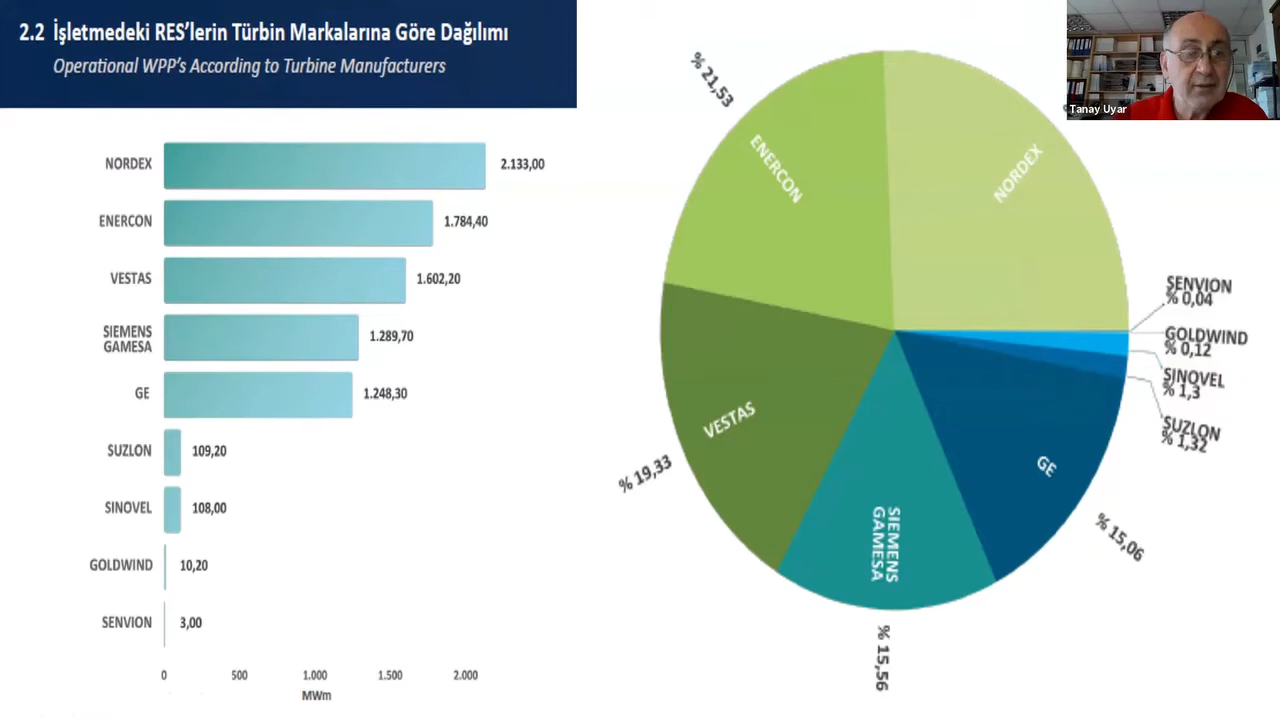 2.2 İşletmedeki RES’lerin Türbin Markalarına Göre Dağılımı
Operational WPP's According to Turbine Manufacturers
NORDEX
2.133,00
ENERCON
1.784,40
VESTAS
1.602,20
SIEMENS
GAMESA
1.289,70
GE
1.248,30
SUZLON
109,20
SINOVEL
108,00
GOLDWIND
10,20
SENVION
3,00
0
500
1.000
1.500
2.000
MWm
% 21,53
ENERCON
NORDEX
SENVION
% 0,04
GOLDWIND
% 0,12
SINOVEL
% 1,3
SUZLON
% 1,32
VESTAS
% 19,33
GE
% 15,06
SIEMENS
GAMESA
% 15,56
Tanay Uyar